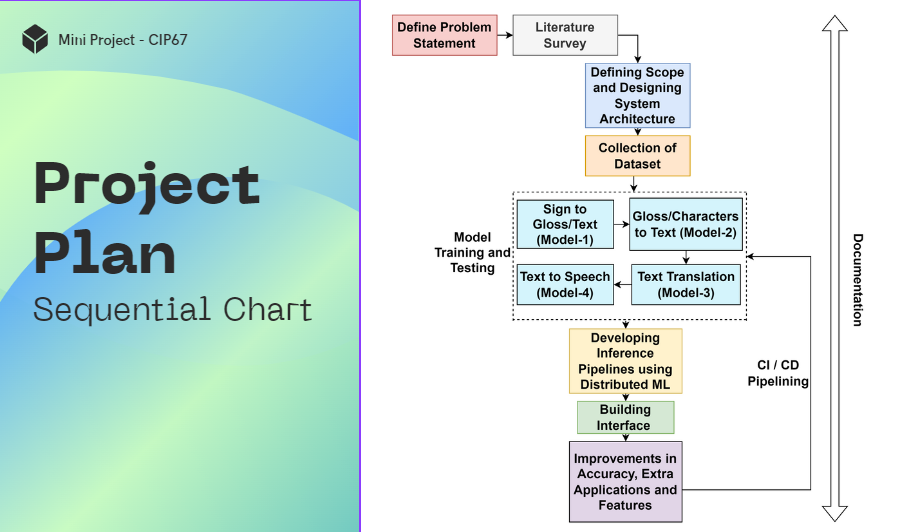 Mini Project - CIP67
Project
Plan
Sequential Chart
Define Problem
Statement
Literature
Survey
Defining Scope
and Designing
System
Architecture
Collection of
Dataset
Model
Training and
Testing
Sign to
Gloss/Text
(Model-1)
Gloss/Characters
to Text (Model-2)
Text to Speech
(Model-4)
Text Translation
(Model-3)
Developing
Inference
Pipelines using
Distributed ML
Building
Interface
Improvements in
Accuracy, Extra
Applications and
Features
CI / CD
Pipelining
Documentation